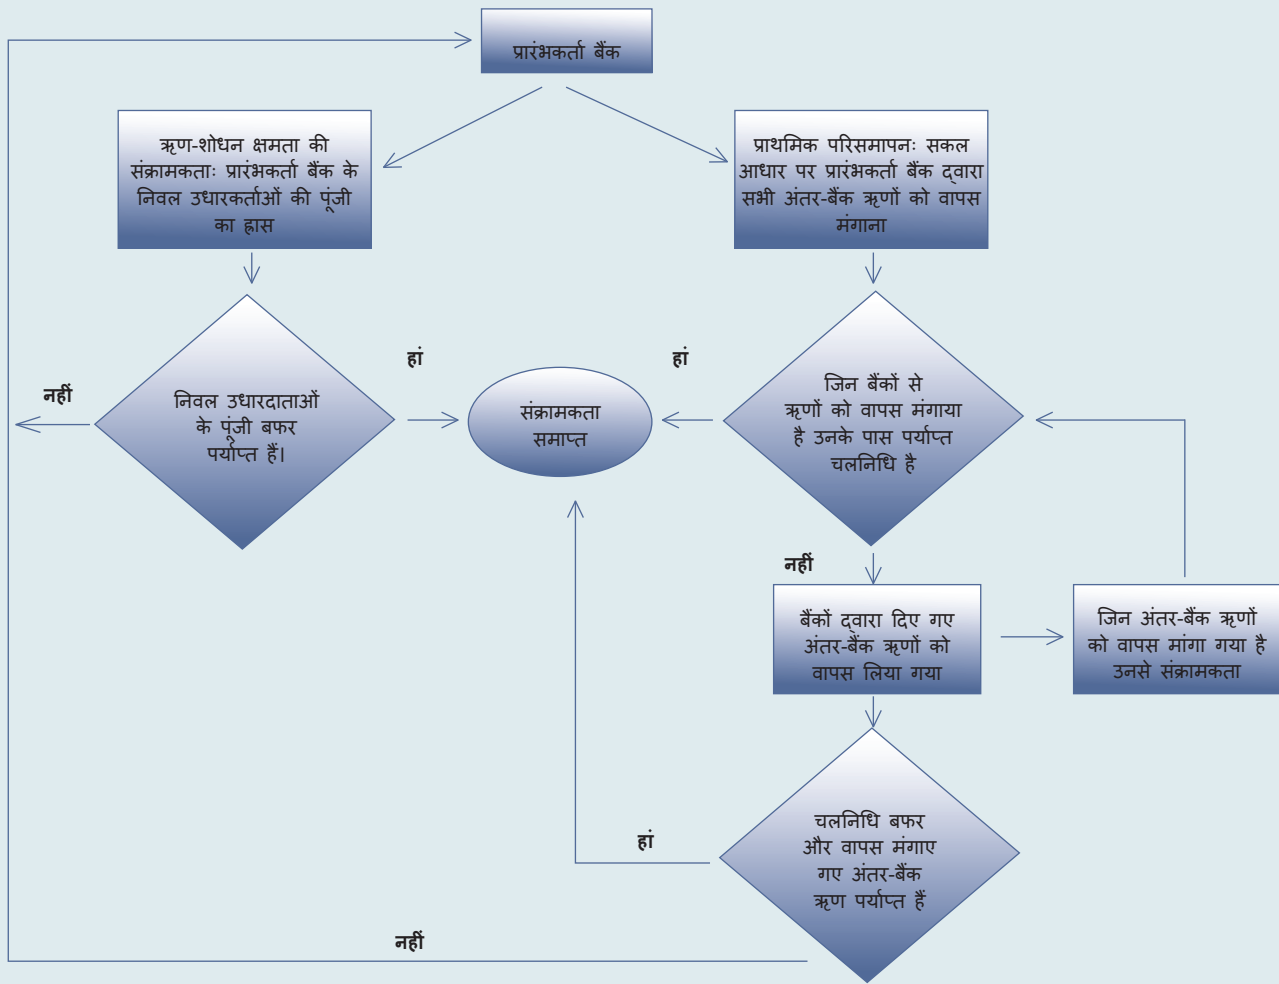 प्रारंभकर्ता बैंक
ऋण-शोधन क्षमता की
संक्रामकताः प्रारंभकर्ता बैंक के
निवल उधारकर्ताओं की पूंजी
का ह्रास
प्राथमिक परिसमापनः सकल
आधार पर प्रारंभकर्ता बैंक द्वारा
सभी अंतर-बैंक ऋणों को वापस
मंगाना
नहीं
निवल उधारदाताओं
के पूंजी बफर
पर्याप्त हैं।
हां
संक्रामकता
समाप्त
हां
जिन बैंकों से
ऋणों को वापस मंगाया
है उनके पास पर्याप्त
चलनिधि है
नहीं
बैंकों द्वारा दिए गए
अंतर-बैंक ऋणों को
वापस लिया गया
जिन अंतर-बैंक ऋणों
को वापस मांगा गया है
उनसे संक्रामकता
हां
चलनिधि बफर
और वापस मंगाए
गए अंतर-बैंक
ऋण पर्याप्त हैं
नहीं